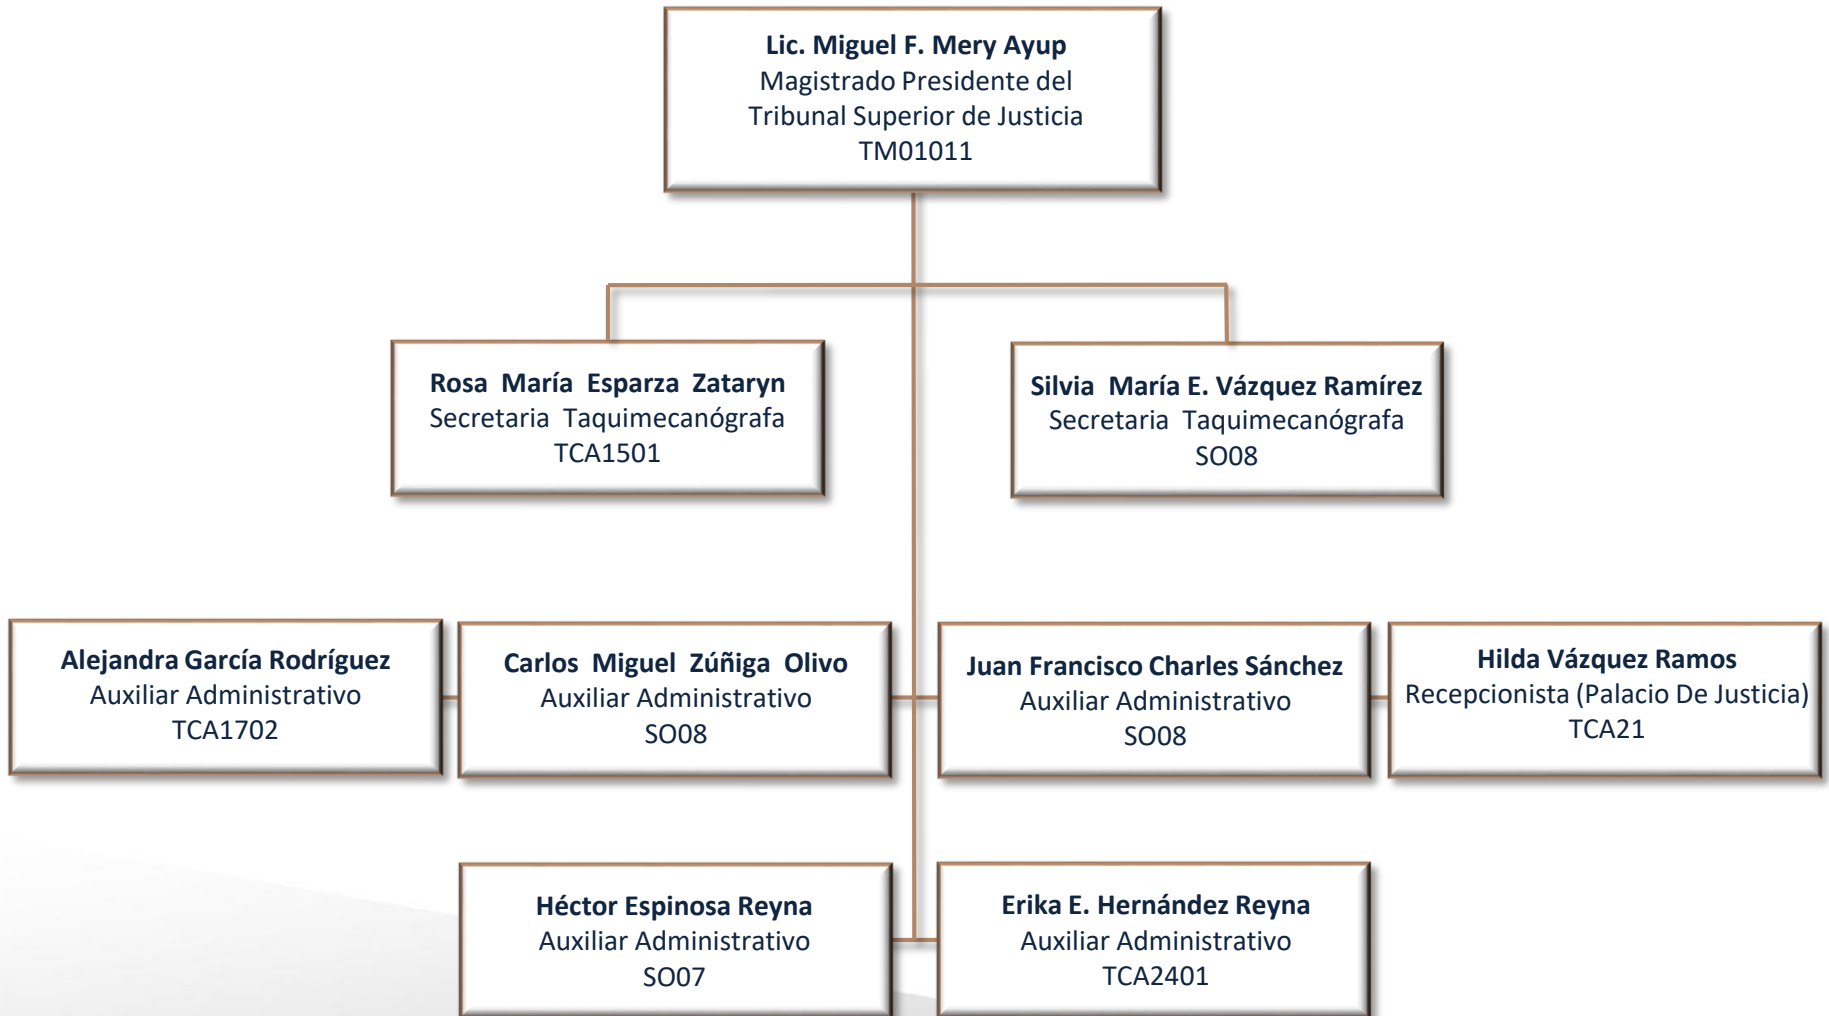 Lic. Miguel F. Mery Ayup
Magistrado Presidente del
Tribunal Superior de Justicia
TM01011
Rosa María Esparza Zataryn
Secretaria Taquimecanógrafa
TCA1501
Silvia María E. Vázquez Ramírez
Secretaria Taquimecanógrafa
SO08
Alejandra García Rodríguez
Auxiliar Administrativo
TCA1702
Carlos Miguel Zúñiga Olivo
Auxiliar Administrativo
SO08
Juan Francisco Charles Sánchez
Auxiliar Administrativo
SO08
Hilda Vázquez Ramos
Recepcionista (Palacio De Justicia)
TCA21
Héctor Espinosa Reyna
Auxiliar Administrativo
SO07
Erika E. Hernández Reyna
Auxiliar Administrativo
TCA2401